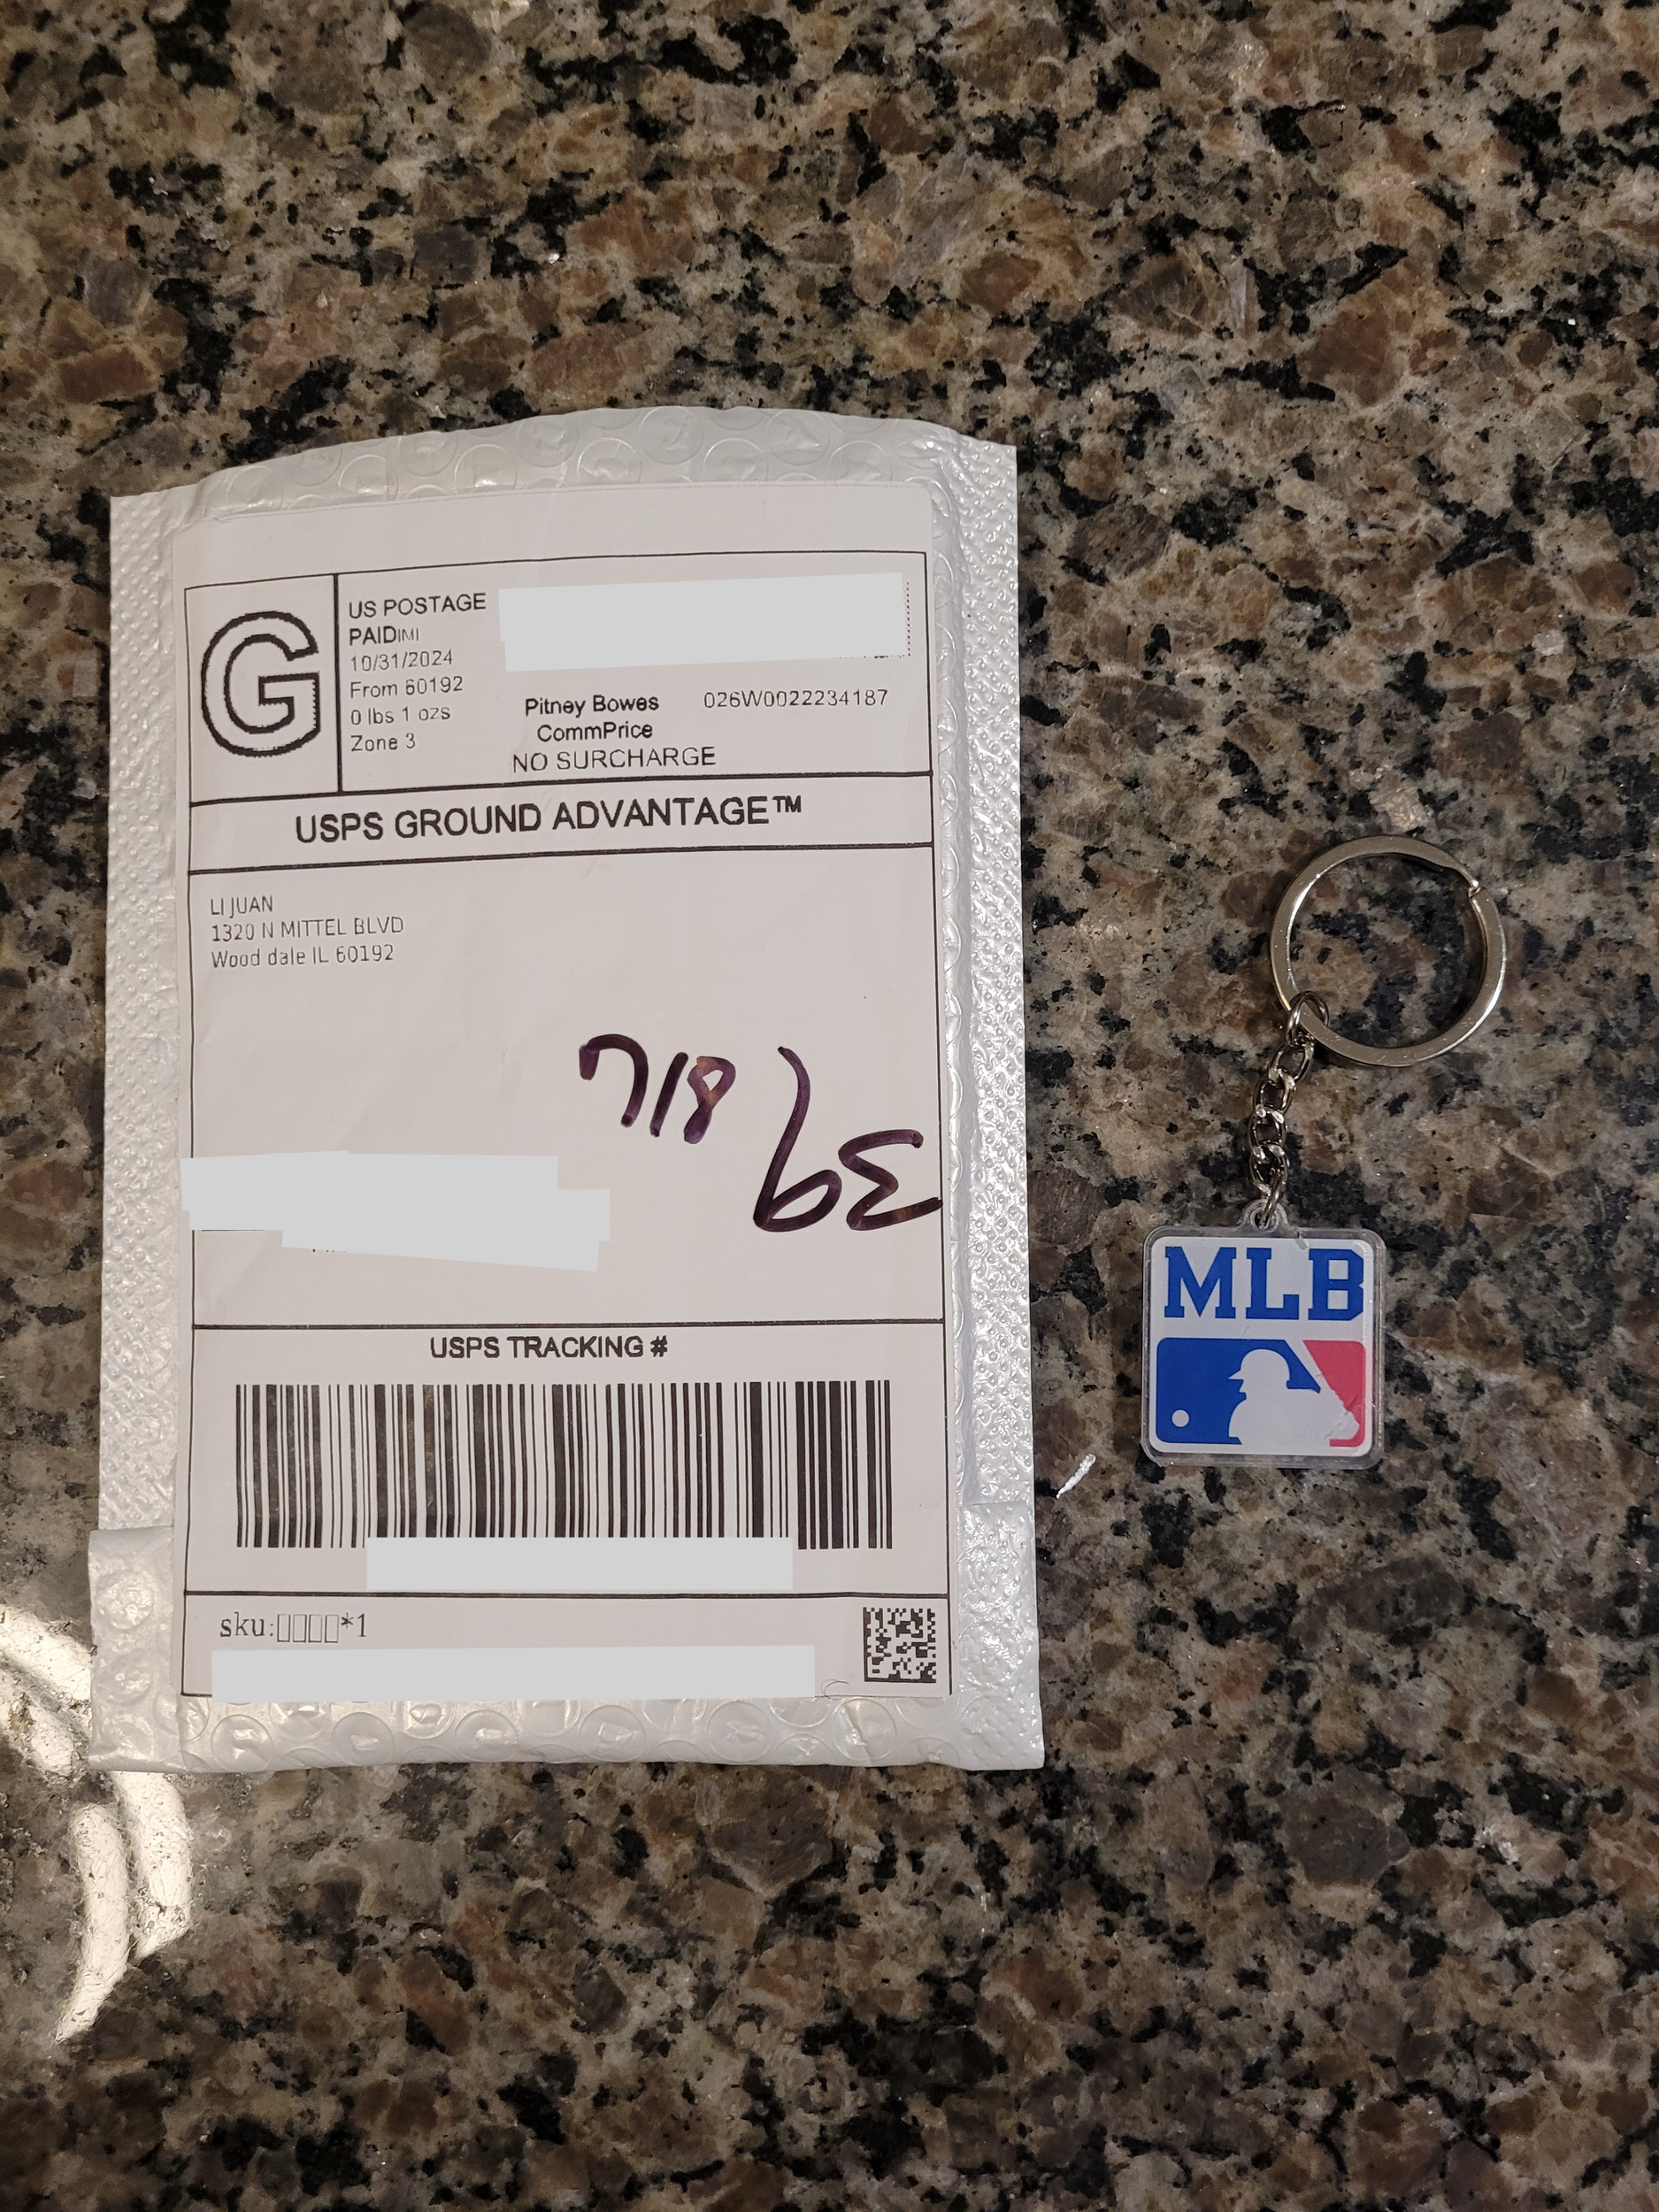 G
US POSTAGE
PAID IMI
10/31/2024
From 60192
0 lbs 1 ozs
Zone 3
Pitney Bowes
CommPrice
NO SURCHARGE
026W0022234187
USPS GROUND ADVANTAGE™
LI JUAN
1320 N MITTEL BLVD
Wood dale IL 60192
718
USPS TRACKING #
sku:□□□□*1
MLB